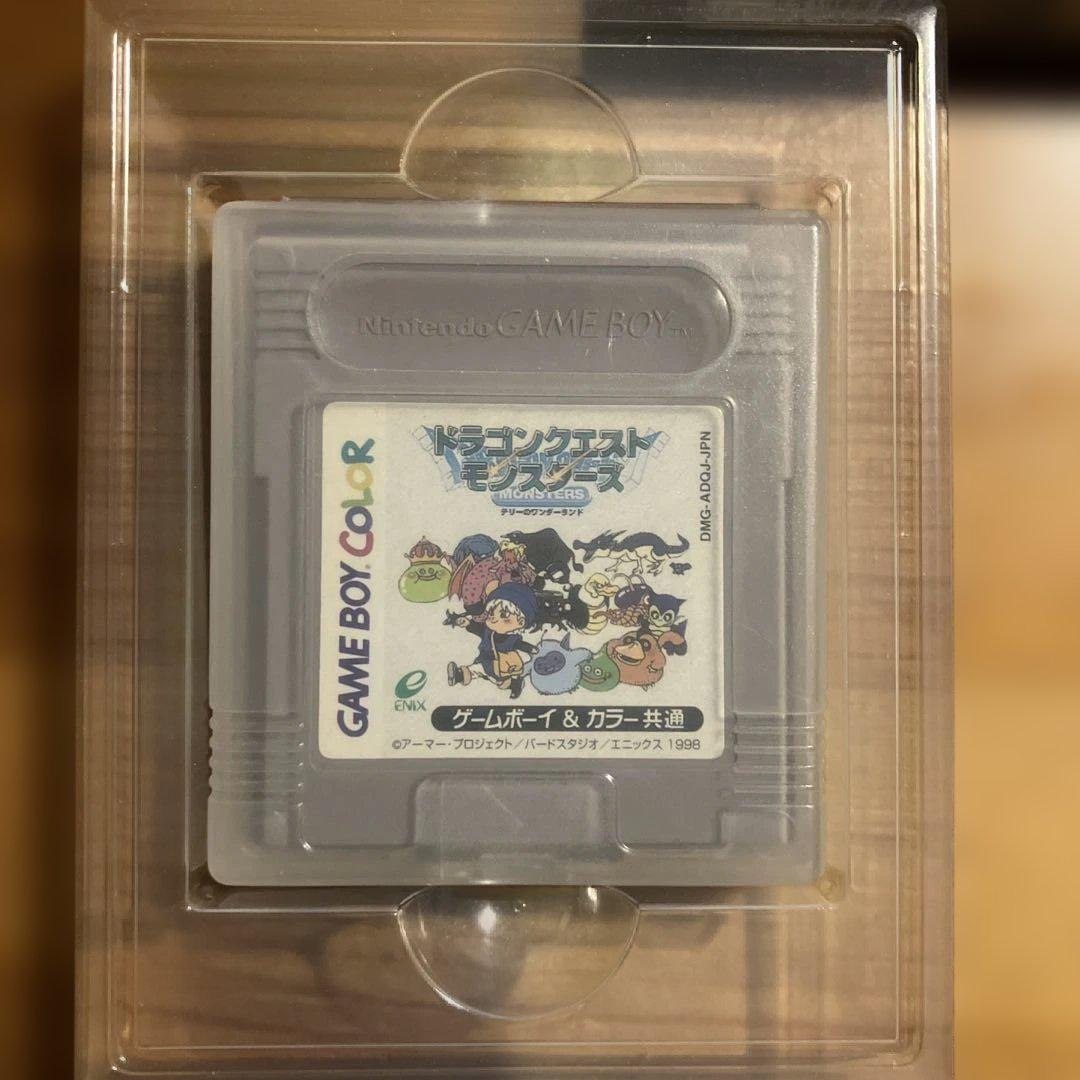 Nintendo GAME BOY™
GAME BOY COLOR
ドラゴンクエスト
モンスターズ
MONSTERS
テリーのワンダーランド
DMG-ADQJ-JPN
ENIX
ゲームボーイ & カラー共通
©アーマー・プロジェクト/バードスタジオ/エニックス 1998